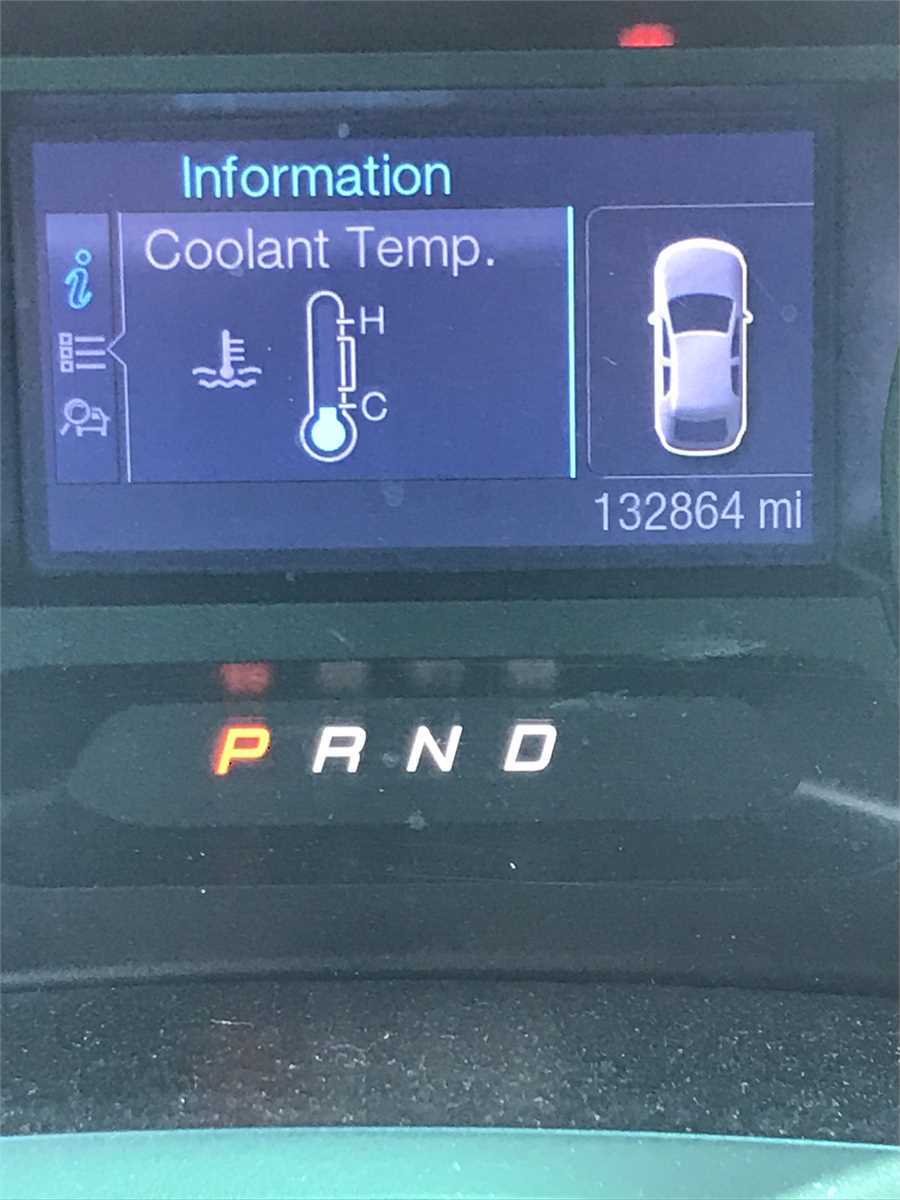 Information
Coolant Temp.
H
C
132864 mi
P R N D